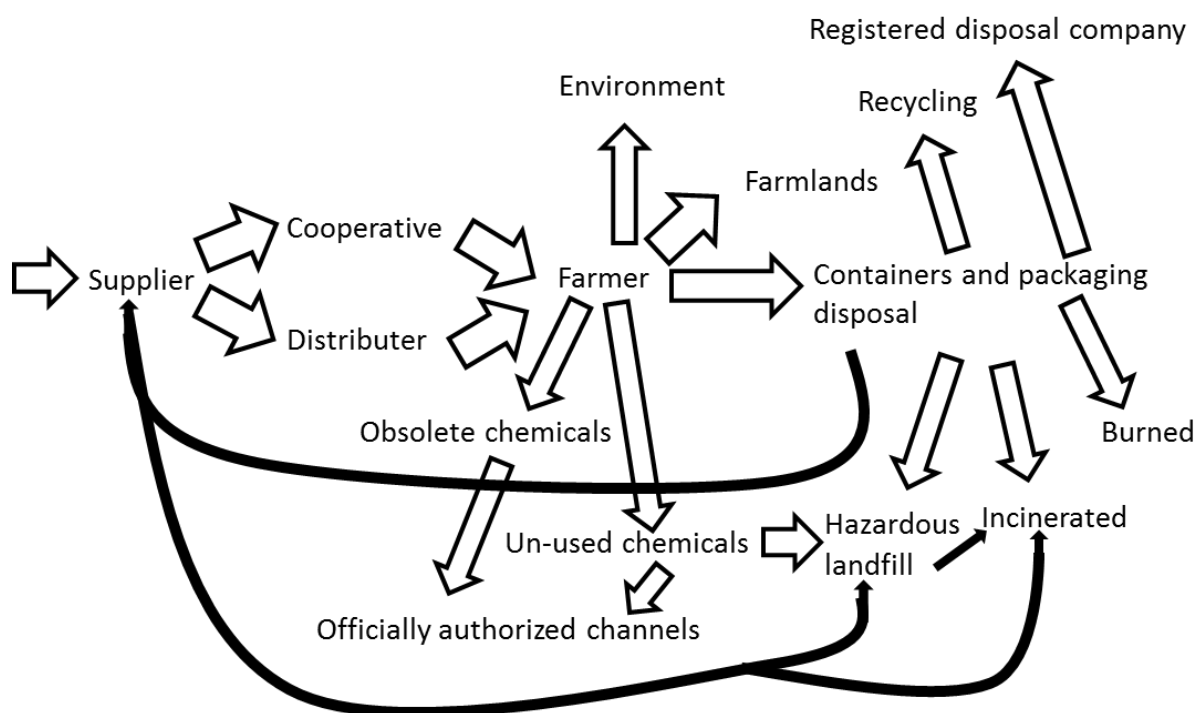 Registered disposal company
Environment
Recycling
Farmlands
Cooperative
Supplier
Farmer
Containers and packaging
disposal
Distributer
Obsolete chemicals
Burned
Un-used chemicals
Hazardous
landfill
Incinerated
Officially authorized channels